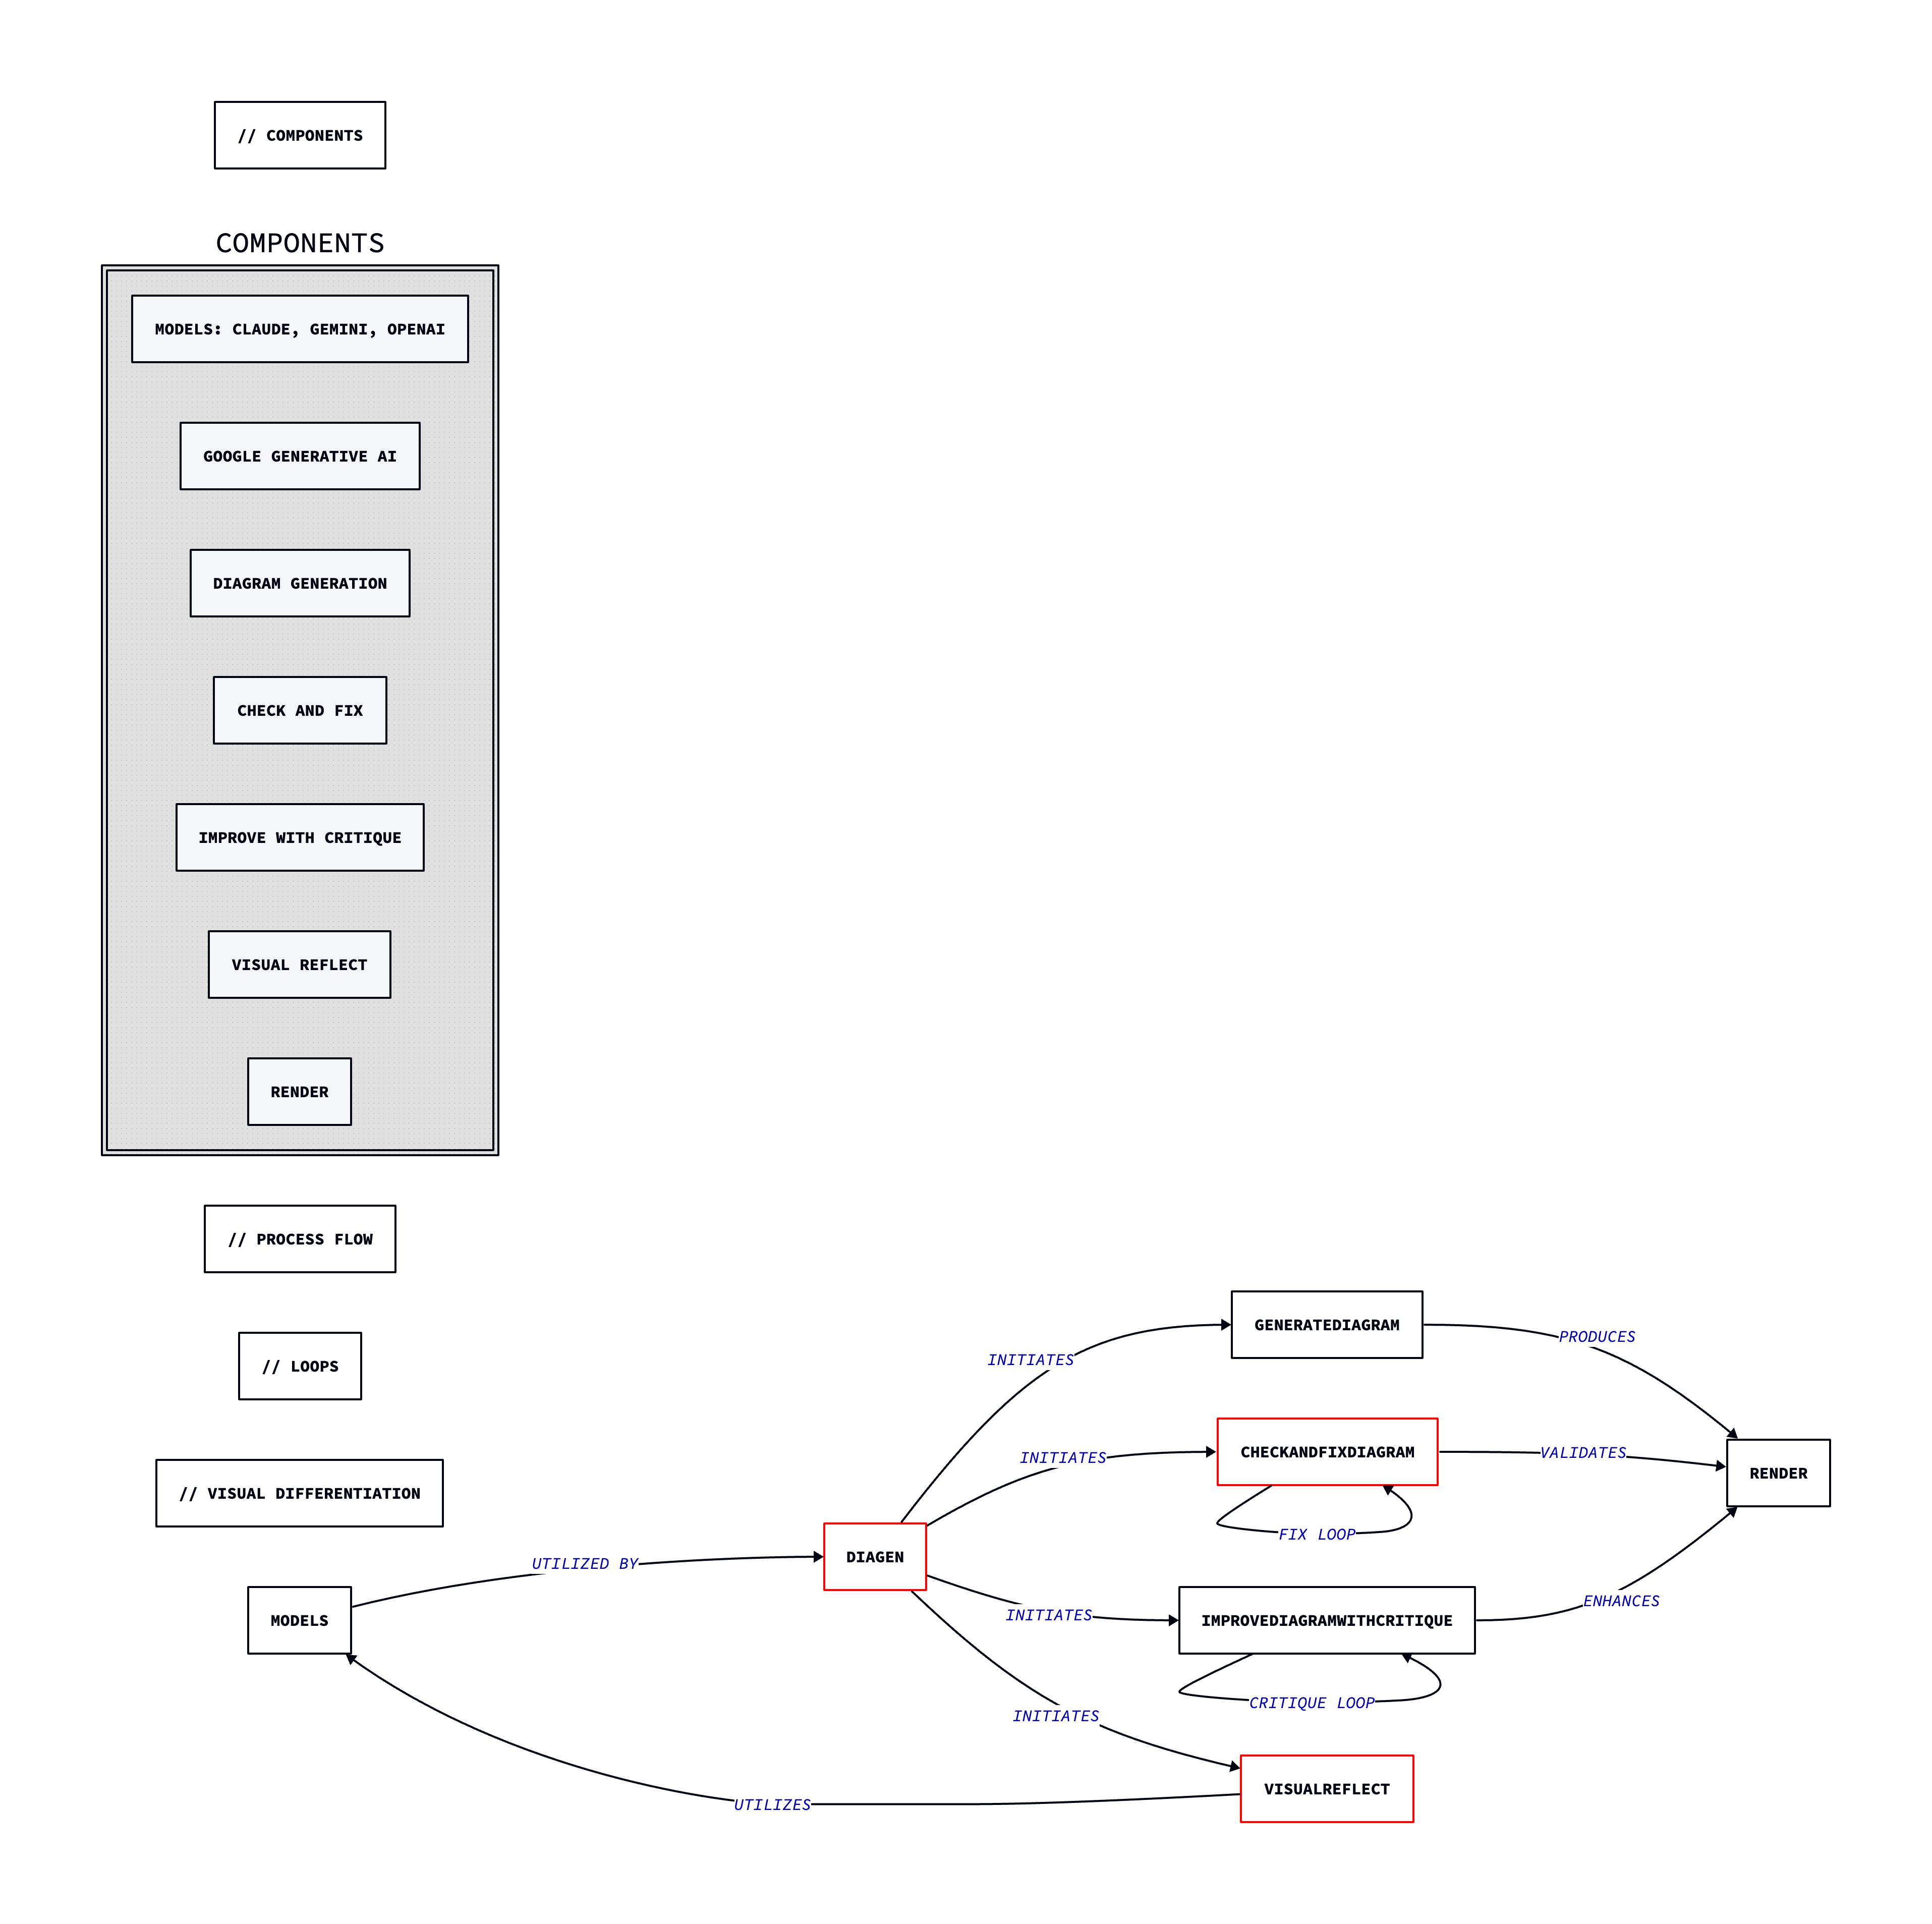 // COMPONENTS
COMPONENTS
MODELS: CLAUDE, GEMINI, OPENAI
GOOGLE GENERATIVE AI
DIAGRAM GENERATION
CHECK AND FIX
IMPROVE WITH CRITIQUE
VISUAL REFLECT
RENDER
// PROCESS FLOW
// LOOPS
// VISUAL DIFFERENTIATION
MODELS
UTILIZED BY
DIAGEN
INITIATES
INITIATES
INITIATES
INITIATES
GENERATEDIAGRAM
CHECKANDFIXDIAGRAM
FIX LOOP
IMPROVEDIAGRAMWITHCRITIQUE
CRITIQUE LOOP
VISUALREFLECT
UTILIZES
PRODUCES
VALIDATES
ENHANCES
RENDER